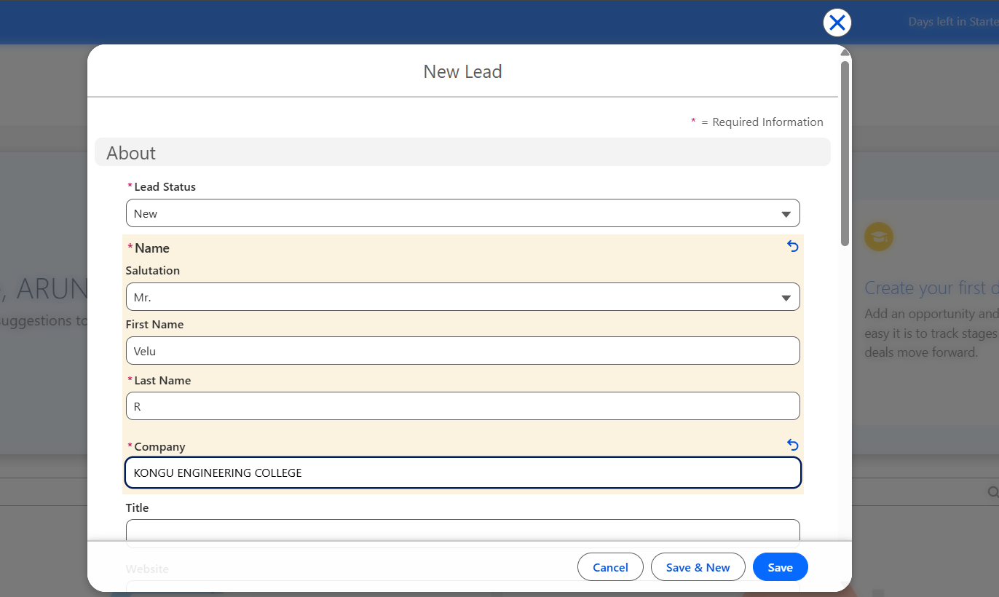 Days left in Starte
New Lead
* = Required Information
About
*Lead Status
New
*Name
Salutation
Mr.
First Name
Velu
*Last Name
R
*Company
KONGU ENGINEERING COLLEGE
Title
Website
Cancel
Save & New
Save
, ARUN
suggestions to
Create your first d
Add an opportunity and
easy it is to track stages
deals move forward.